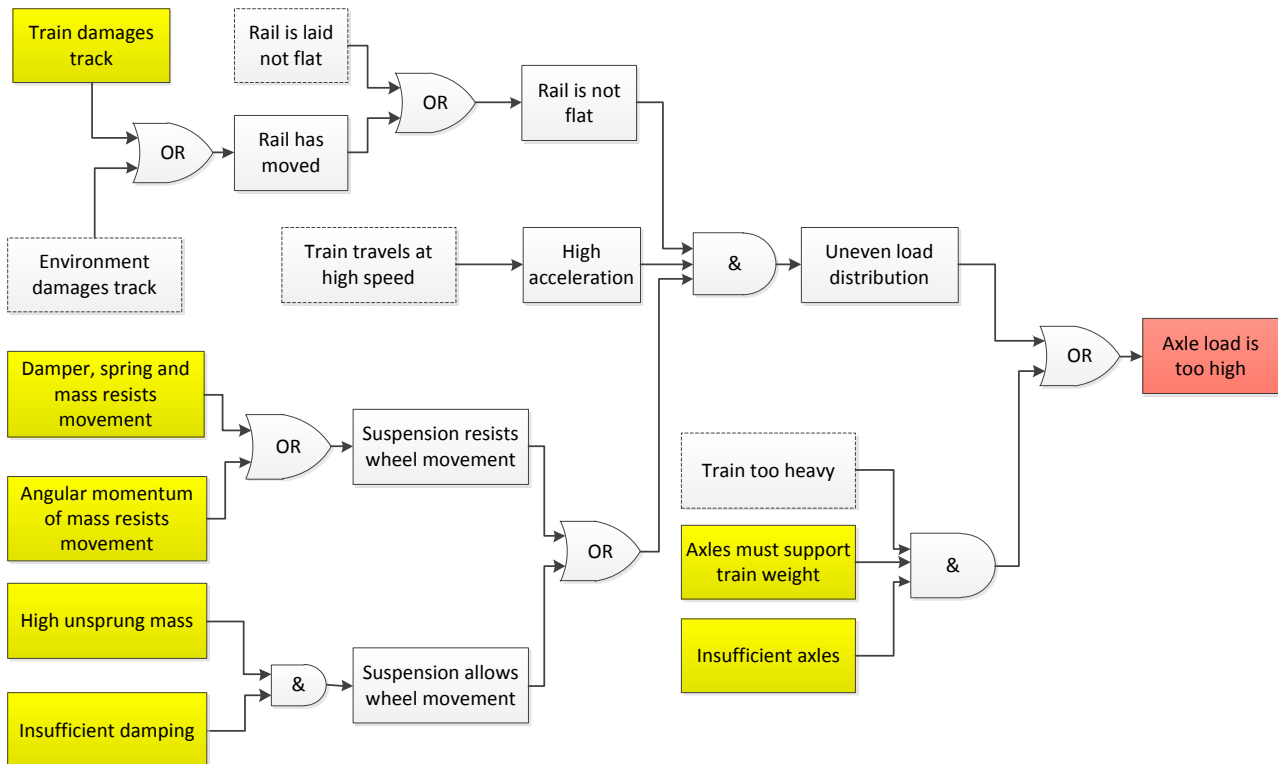 Train damages
track
Rail is laid
not flat
OR
Rail is not
flat
OR
Rail has
moved
Environment
damages track
Train travels at
high speed
High
acceleration
&
Uneven load
distribution
OR
Axle load is
too high
Damper, spring and
mass resists
movement
OR
Suspension resists
wheel movement
Angular momentum
of mass resists
movement
OR
Train too heavy
Axles must support
train weight
&
Insufficient axles
High unsprung mass
&
Suspension allows
wheel movement
Insufficient damping